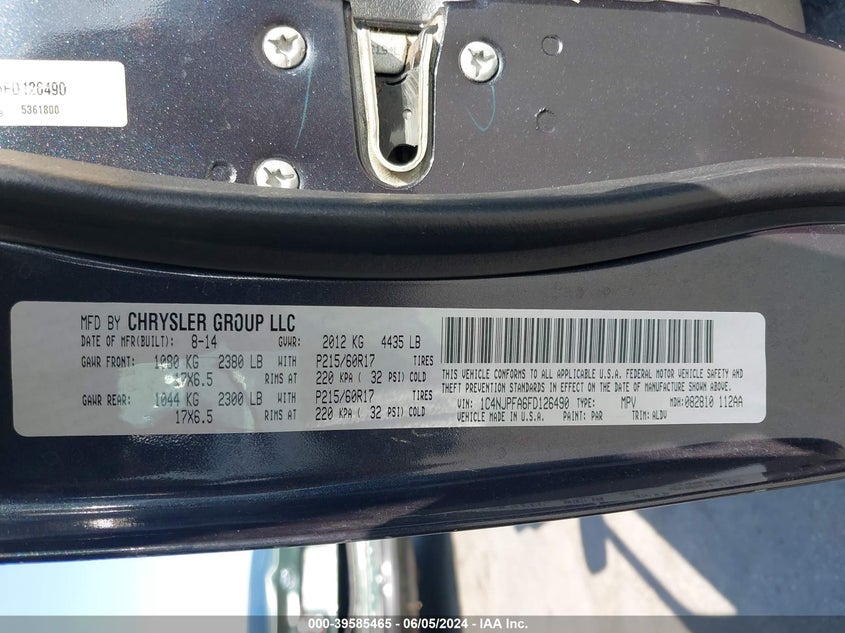 D126490
5361800
MFD BY CHRYSLER GROUP LLC
DATE OF MFR(BUILT): 8-14 GVWR: 2012 KG 4435 LB
GAWR FRONT: 1080 KG 2380 LB WITH P215/60R17 TIRES
17X6.5 RIMS AT 220 KPA ( 32 PSI) COLD
GAWR REAR: 1044 KG 2300 LB WITH P215/60R17 TIRES
17X6.5 RIMS AT 220 KPA ( 32 PSI) COLD
THIS VEHICLE CONFORMS TO ALL APPLICABLE U.S.A. FEDERAL MOTOR VEHICLE SAFETY AND
THEFT PREVENTION STANDARDS IN EFFECT ON THE DATE OF MANUFACTURE SHOWN ABOVE.
VIN: 1C4NJPFA6FD126490 TYPE: MPV MDH: 082810 112AA
VEHICLE MADE IN U.S.A. PAINT: PAR TRIM: ALDV
000-39585465 - 06/05/2024 - IAA Inc.